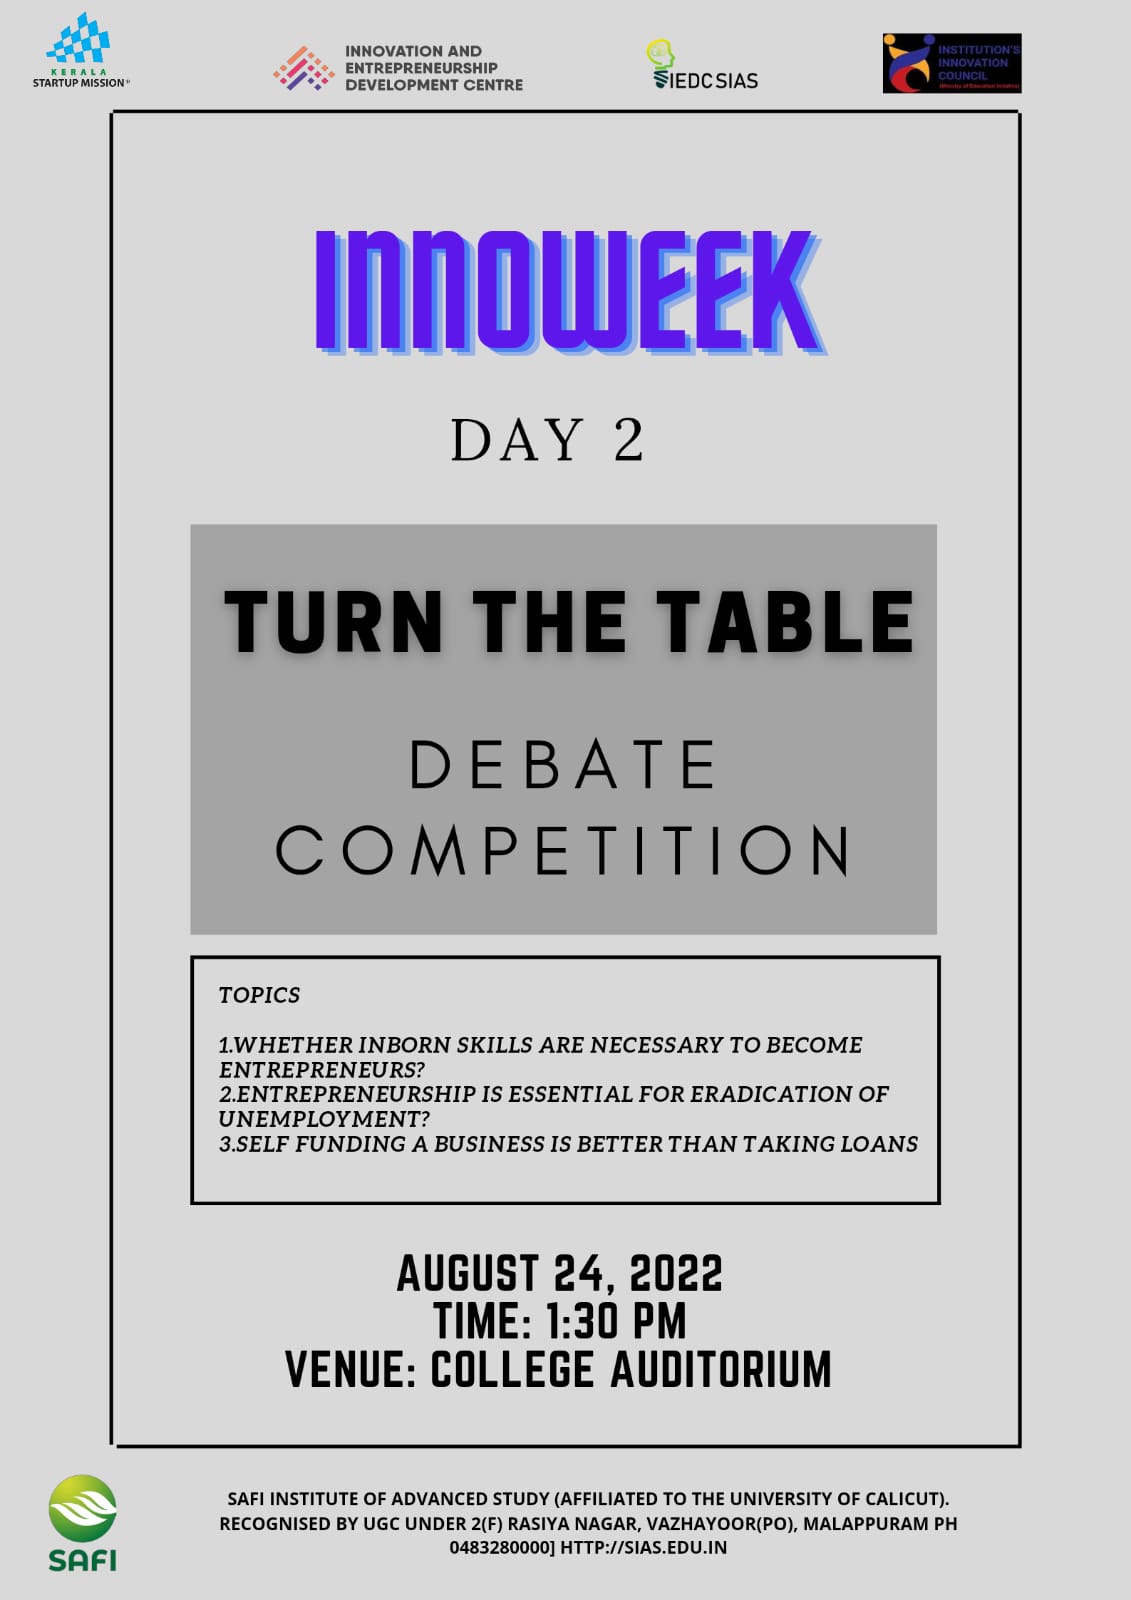 KERALA
STARTUP MISSION®
INNOVATION AND
ENTREPRENEURSHIP
DEVELOPMENT CENTRE
IEDC SIAS
INSTITUTION'S
INNOVATION
COUNCIL
(Ministry of Education Initiative)
INNOWEEK
DAY 2
TURN THE TABLE
DEBATE
COMPETITION
TOPICS
1.WHETHER INBORN SKILLS ARE NECESSARY TO BECOME
ENTREPRENEURS?
2.ENTREPRENEURSHIP IS ESSENTIAL FOR ERADICATION OF
UNEMPLOYMENT?
3.SELF FUNDING A BUSINESS IS BETTER THAN TAKING LOANS
AUGUST 24, 2022
TIME: 1:30 PM
VENUE: COLLEGE AUDITORIUM
SAFI
SAFI INSTITUTE OF ADVANCED STUDY (AFFILIATED TO THE UNIVERSITY OF CALICUT).
RECOGNISED BY UGC UNDER 2(F) RASIYA NAGAR, VAZHAYOOR(PO), MALAPPURAM PH
0483280000] HTTP://SIAS.EDU.IN